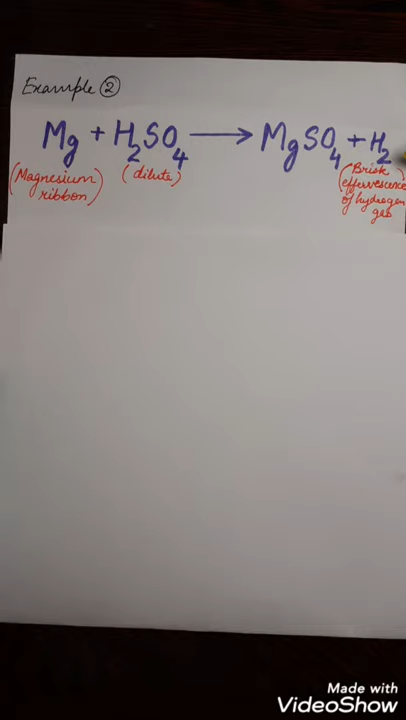 Example ②
Mg + H₂SO₄ ⟶ MgSO₄ + H₂
(Magnesium ribbon) (dilute) (Brisk effervescence of hydrogen gas
Made with
VideoShow